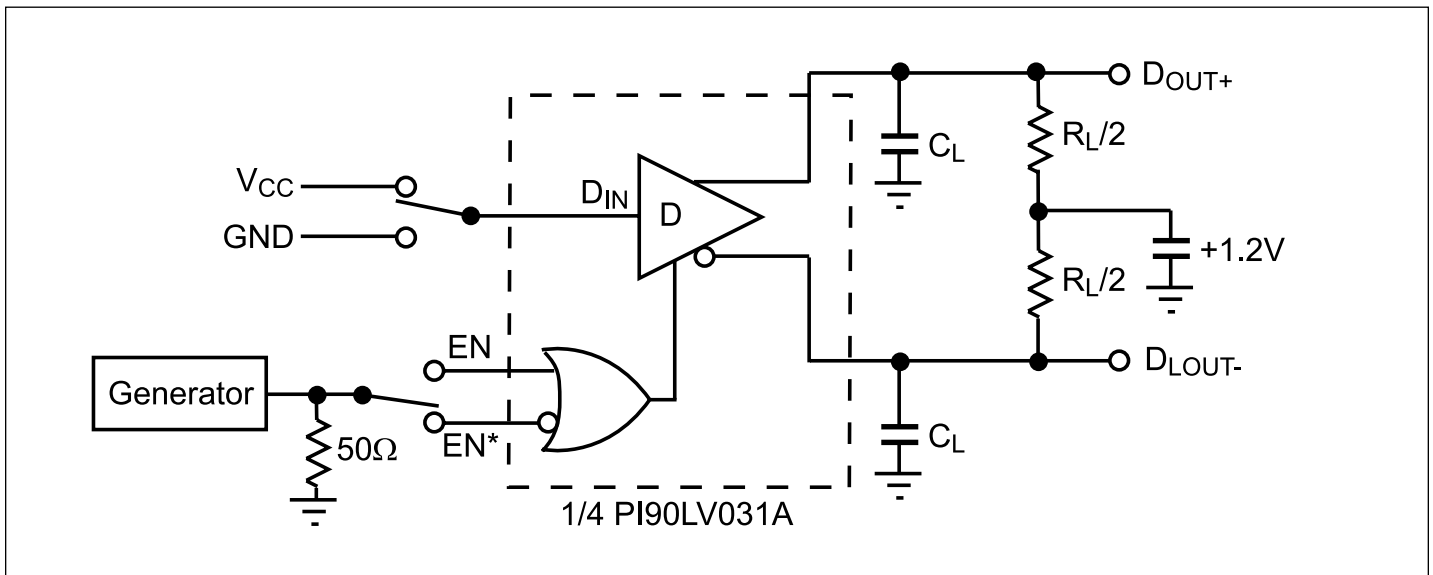 D_OUT+
R_L/2
C_L
V_CC
D_IN
D
GND
+1.2V
R_L/2
EN
D_LOUT-
Generator
EN*
50Ω
C_L
1/4 PI90LV031A